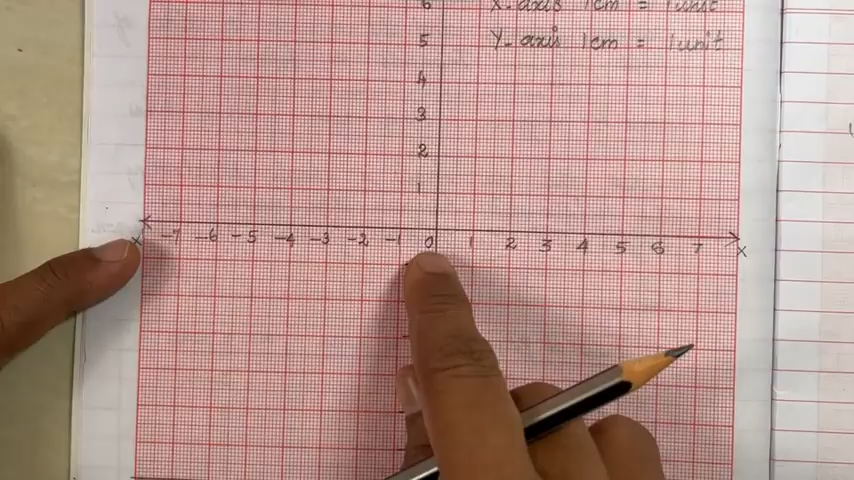 6
X-axis 1cm = 1unit
5
Y-axis 1cm = 1unit
4
3
2
1
X -7 -6 -5 -4 -3 -2 -1 0 1 2 3 4 5 6 7 X